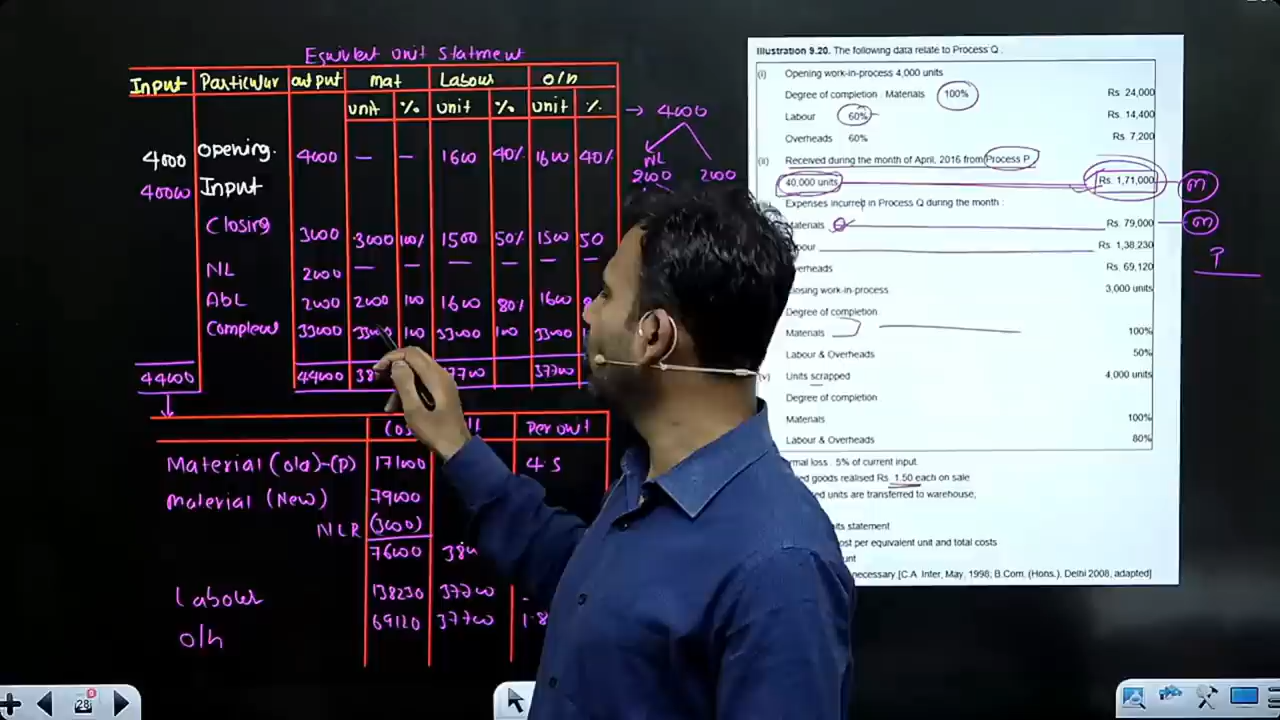 Equivlent Unit Statment
Input Particular output mat Labour O/h
unit % unit % unit %
4000 Opening. 4000 — — 1600 40% 1600 40%
40000 Input
Closing 3000 3000 100% 1500 50% 1500 50
NL 2000 — — — — — —
AbL 2000 2000 100 1600 80% 1600
33000 33000 100 33000 100 33000
44000 44000 37700
→ 4000
NL
2000 2000
Per unit
Material (old)-(P) 171000 4.5
Material (New) 79000
NLR (3000)
76000
Labour 138230 37700
O/h 69120 37700 1.8
Illustration 9.20. The following data relate to Process Q.
(i) Opening work-in-process 4,000 units
Degree of completion : Materials 100% Rs 24,000
Labour 60% Rs 14,400
Overheads 60% Rs 7,200
(ii) Received during the month of April, 2016 from Process P
40,000 units Rs. 1,71,000 m
Expenses incurred in Process Q during the month :
Materials Rs 79,000 m
Rs 1,38,230
Rs 69,120 P
work-in-process 3,000 units
Degree of completion
Materials 100%
Labour & Overheads 50%
Units scrapped 4,000 units
Degree of completion
Materials 100%
Labour & Overheads 80%
loss : 5% of current input.
goods realised Rs 1.50 each on sale
units are transferred to warehouse;
statement
per equivalent unit and total costs
necessary [C.A. Inter, May, 1998; B.Com. (Hons.), Delhi 2008, adapted]
28